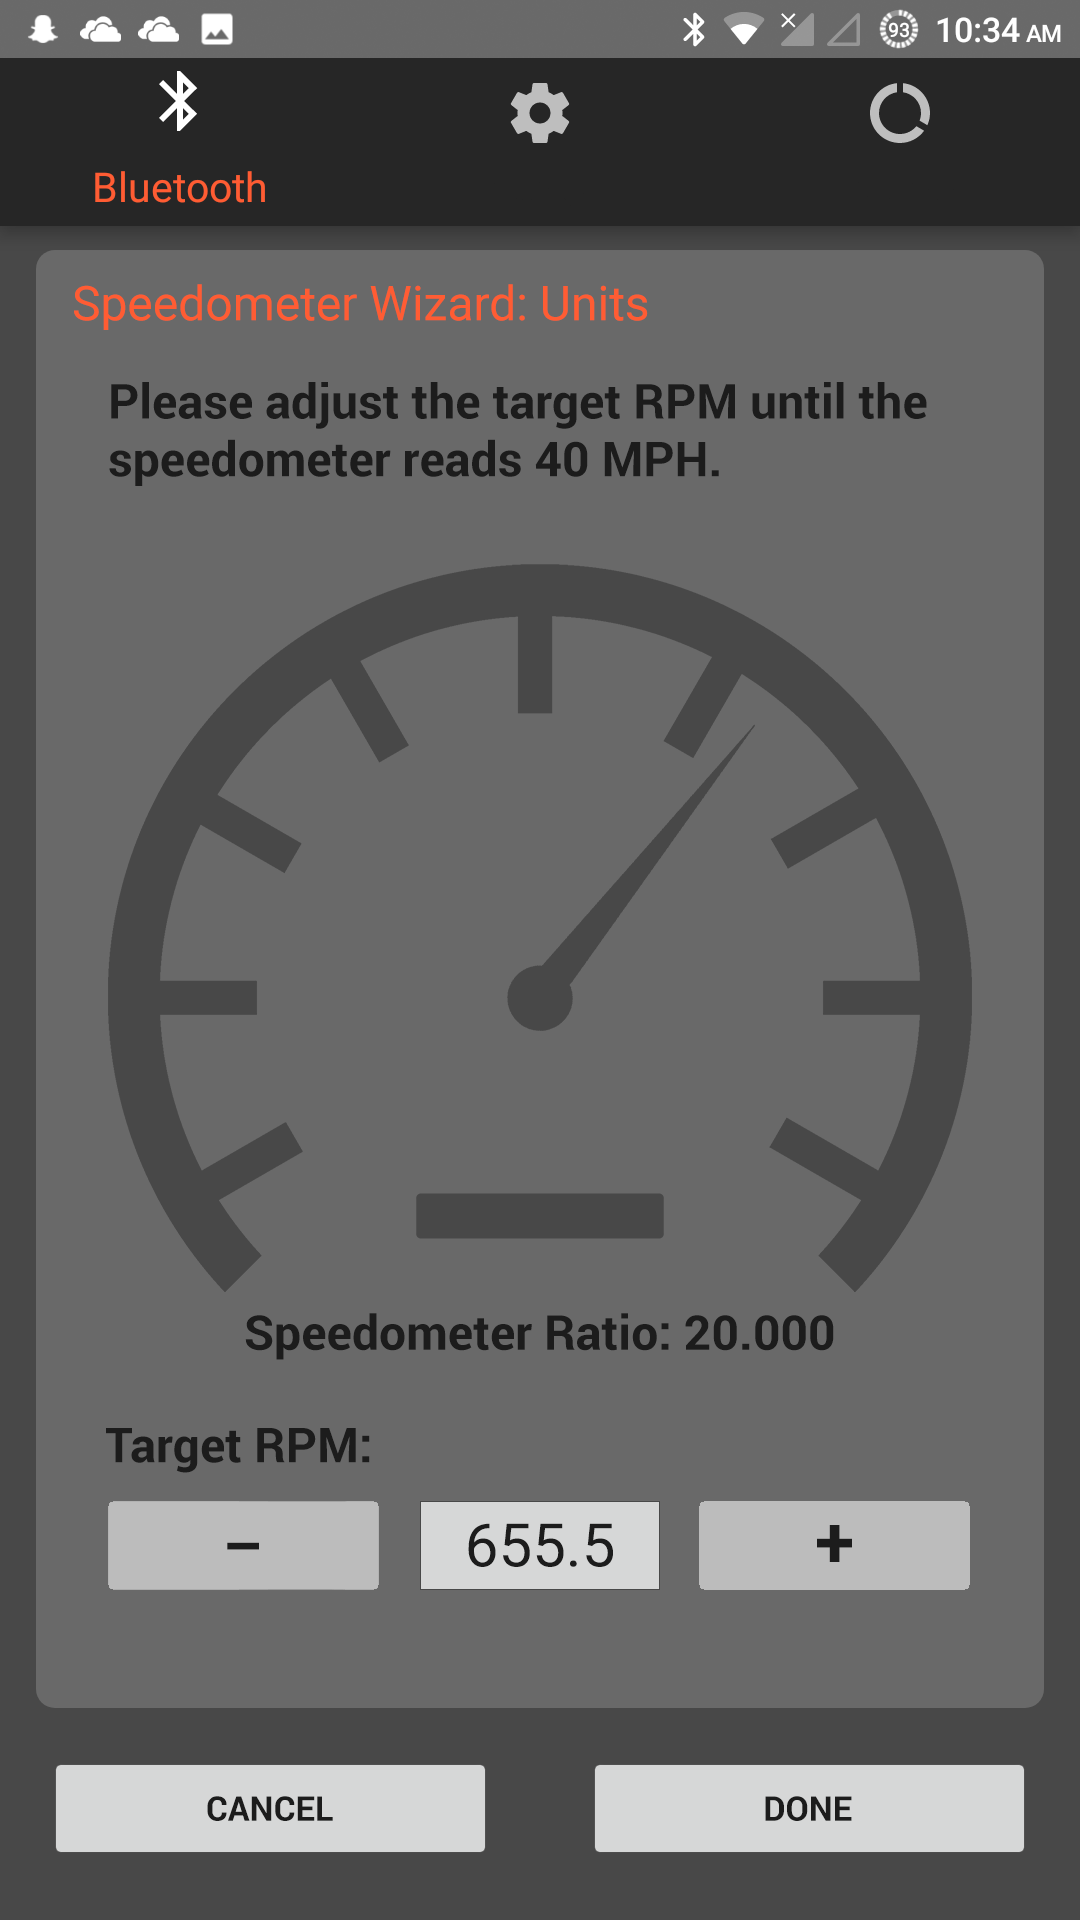 93 10:34 AM
Bluetooth
Speedometer Wizard: Units
Please adjust the target RPM until the
speedometer reads 40 MPH.
Speedometer Ratio: 20.000
Target RPM:
– 655.5 +
CANCEL DONE